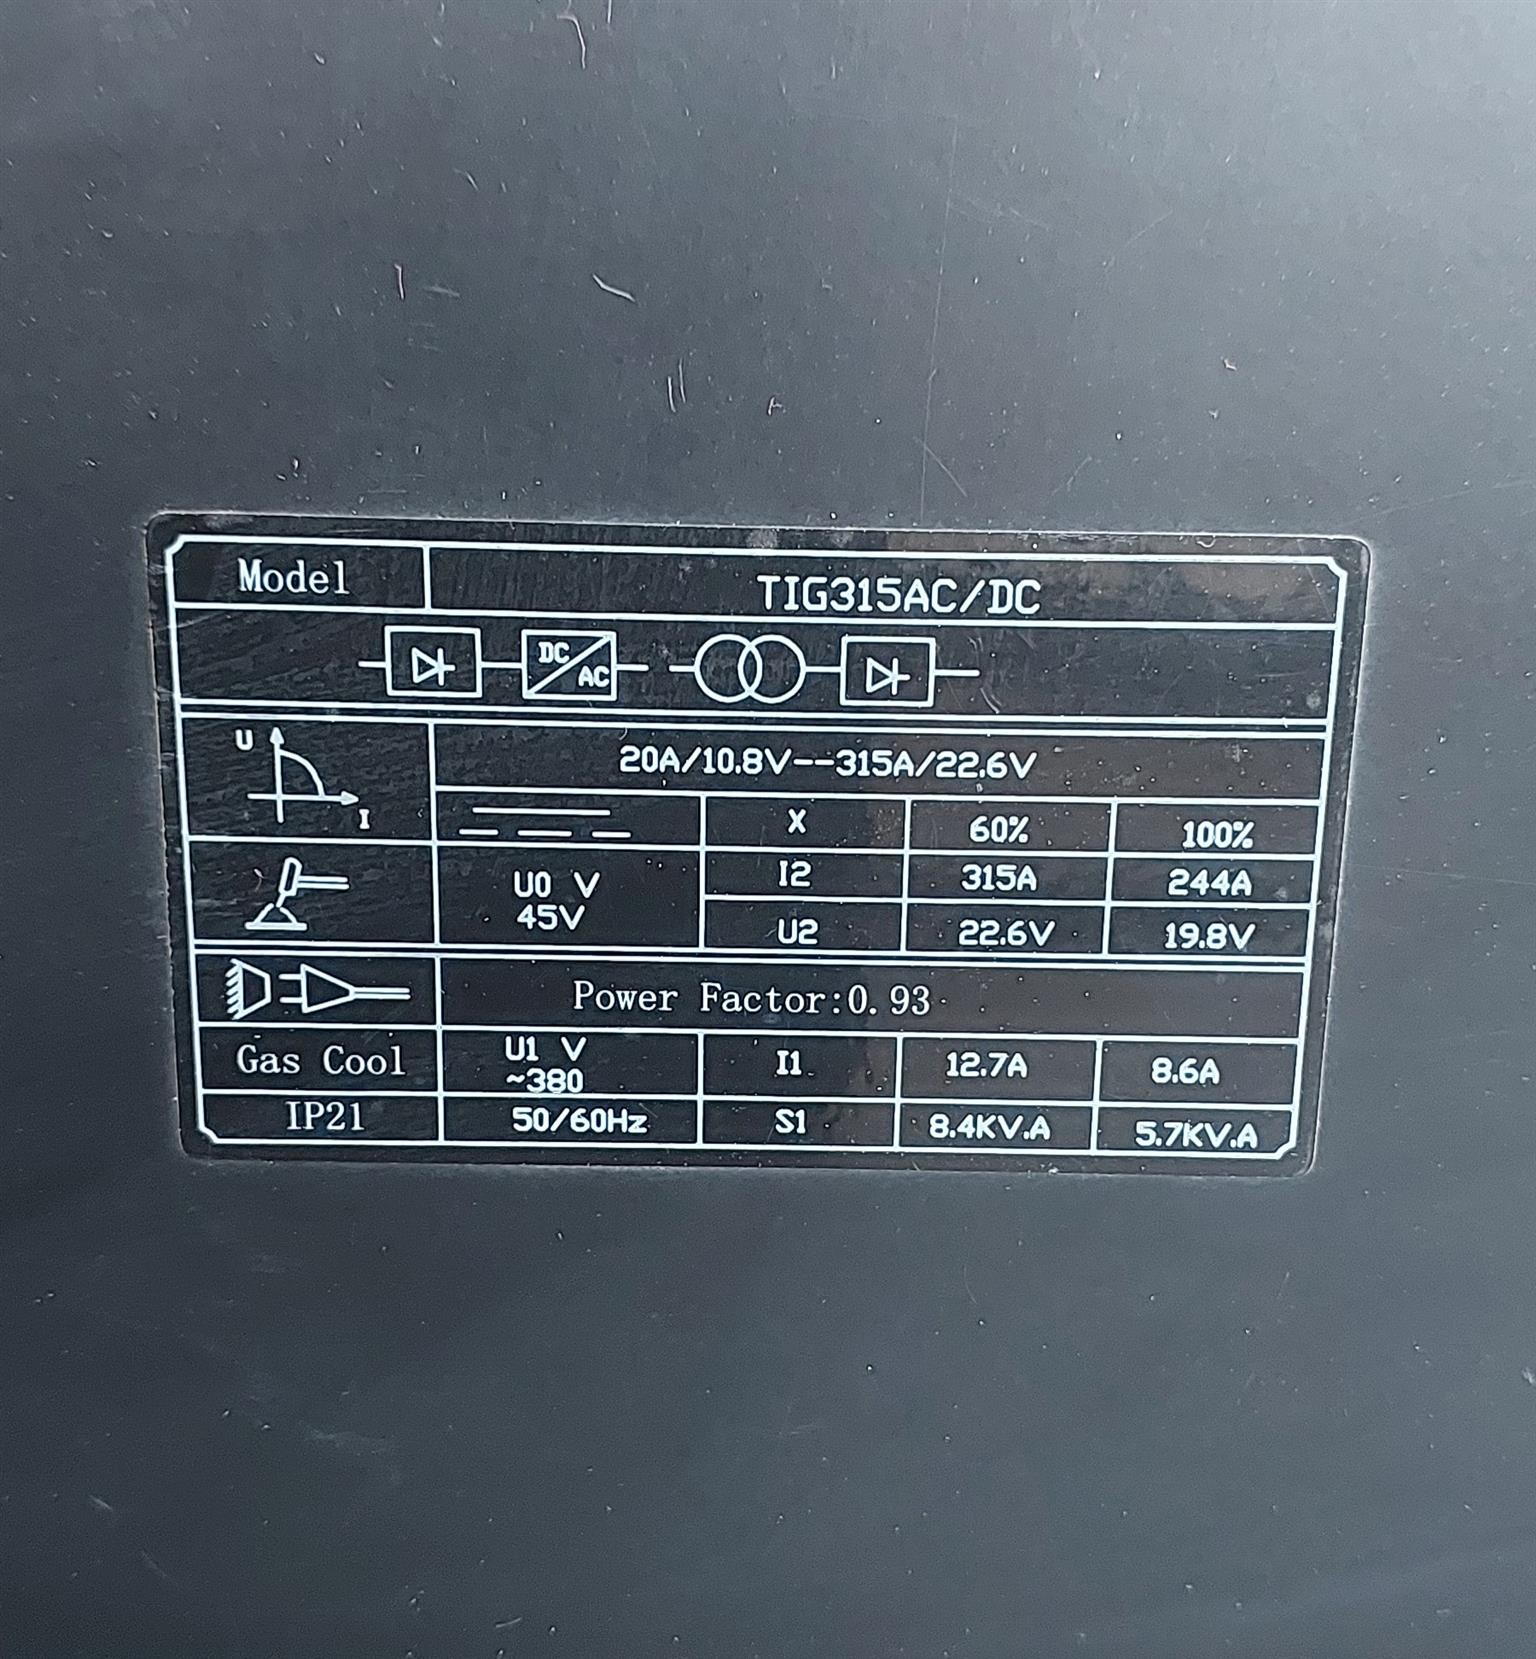 Model TIG315AC/DC
DC AC
U I 20A/10.8V--315A/22.6V
X 60% 100%
U0 V I2 315A 244A
45V U2 22.6V 19.8V
Power Factor:0.93
Gas Cool U1 V I1 12.7A 8.6A
~380
IP21 50/60Hz S1 8.4KV.A 5.7KV.A